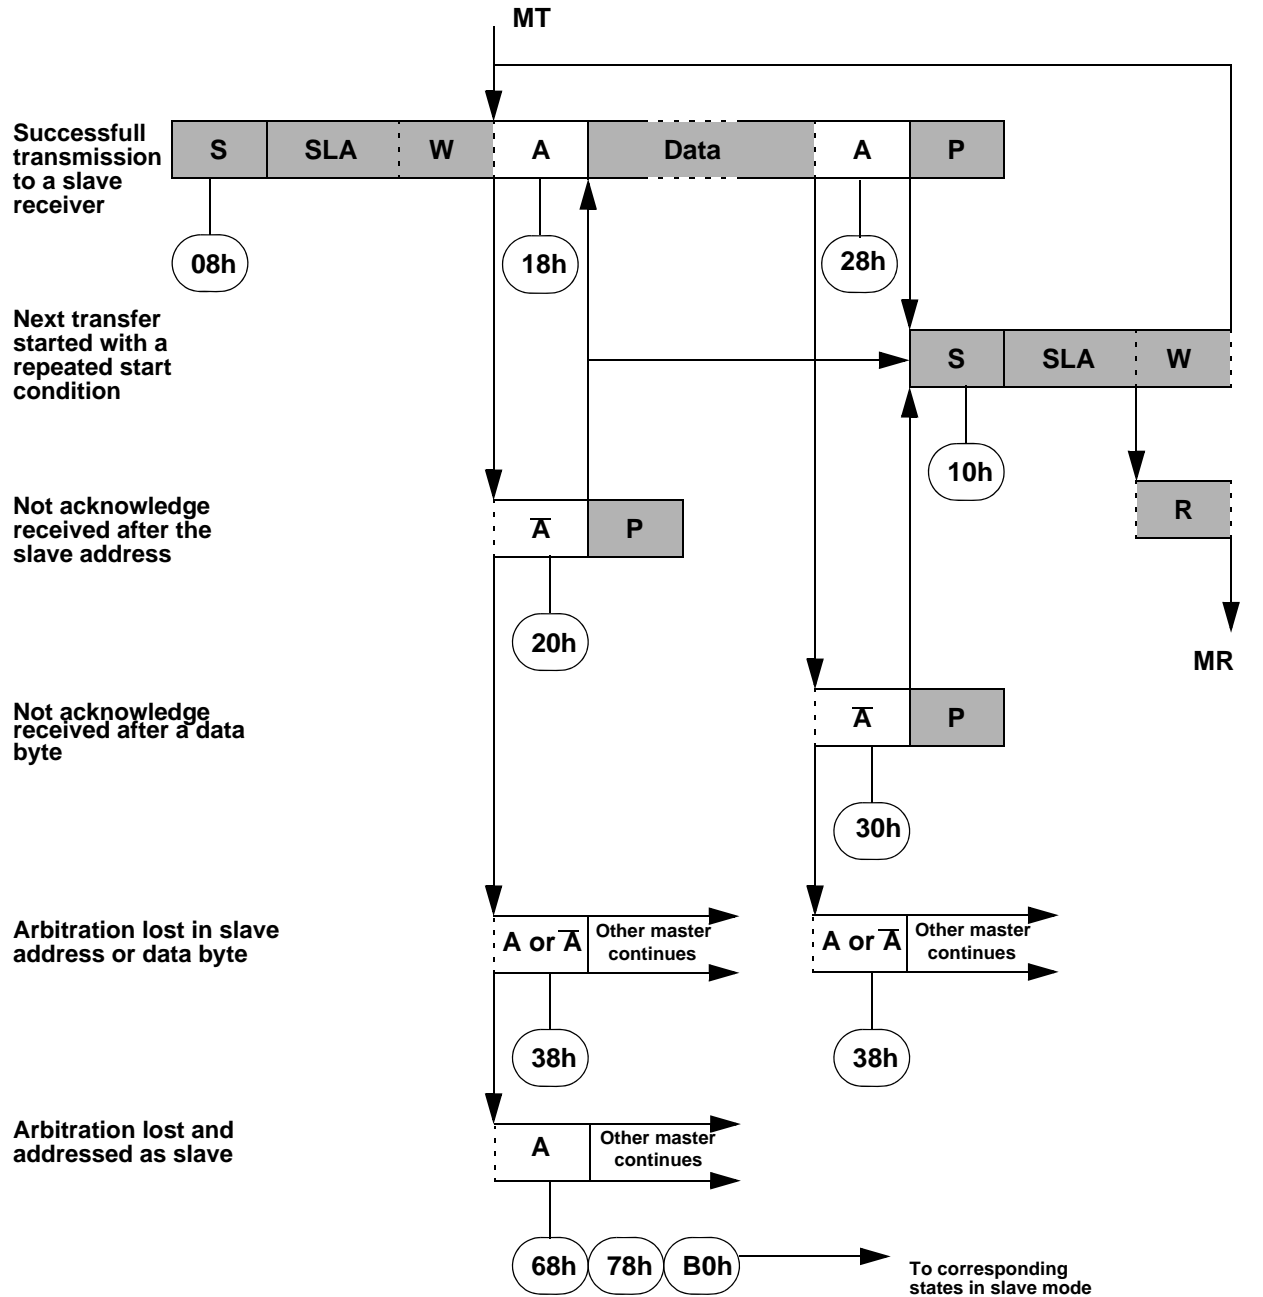 MT
Successfull
transmission
to a slave
receiver
S SLA W A Data A P
08h 18h 28h
Next transfer
started with a
repeated start
condition
S SLA W
10h
Not acknowledge
received after the
slave address
A̅ P
R
20h
MR
Not acknowledge
received after a data
byte
A̅ P
30h
Arbitration lost in slave
address or data byte
A or A̅
Other master
continues
A or A̅
Other master
continues
38h 38h
Arbitration lost and
addressed as slave
A
Other master
continues
68h 78h B0h
To corresponding
states in slave mode